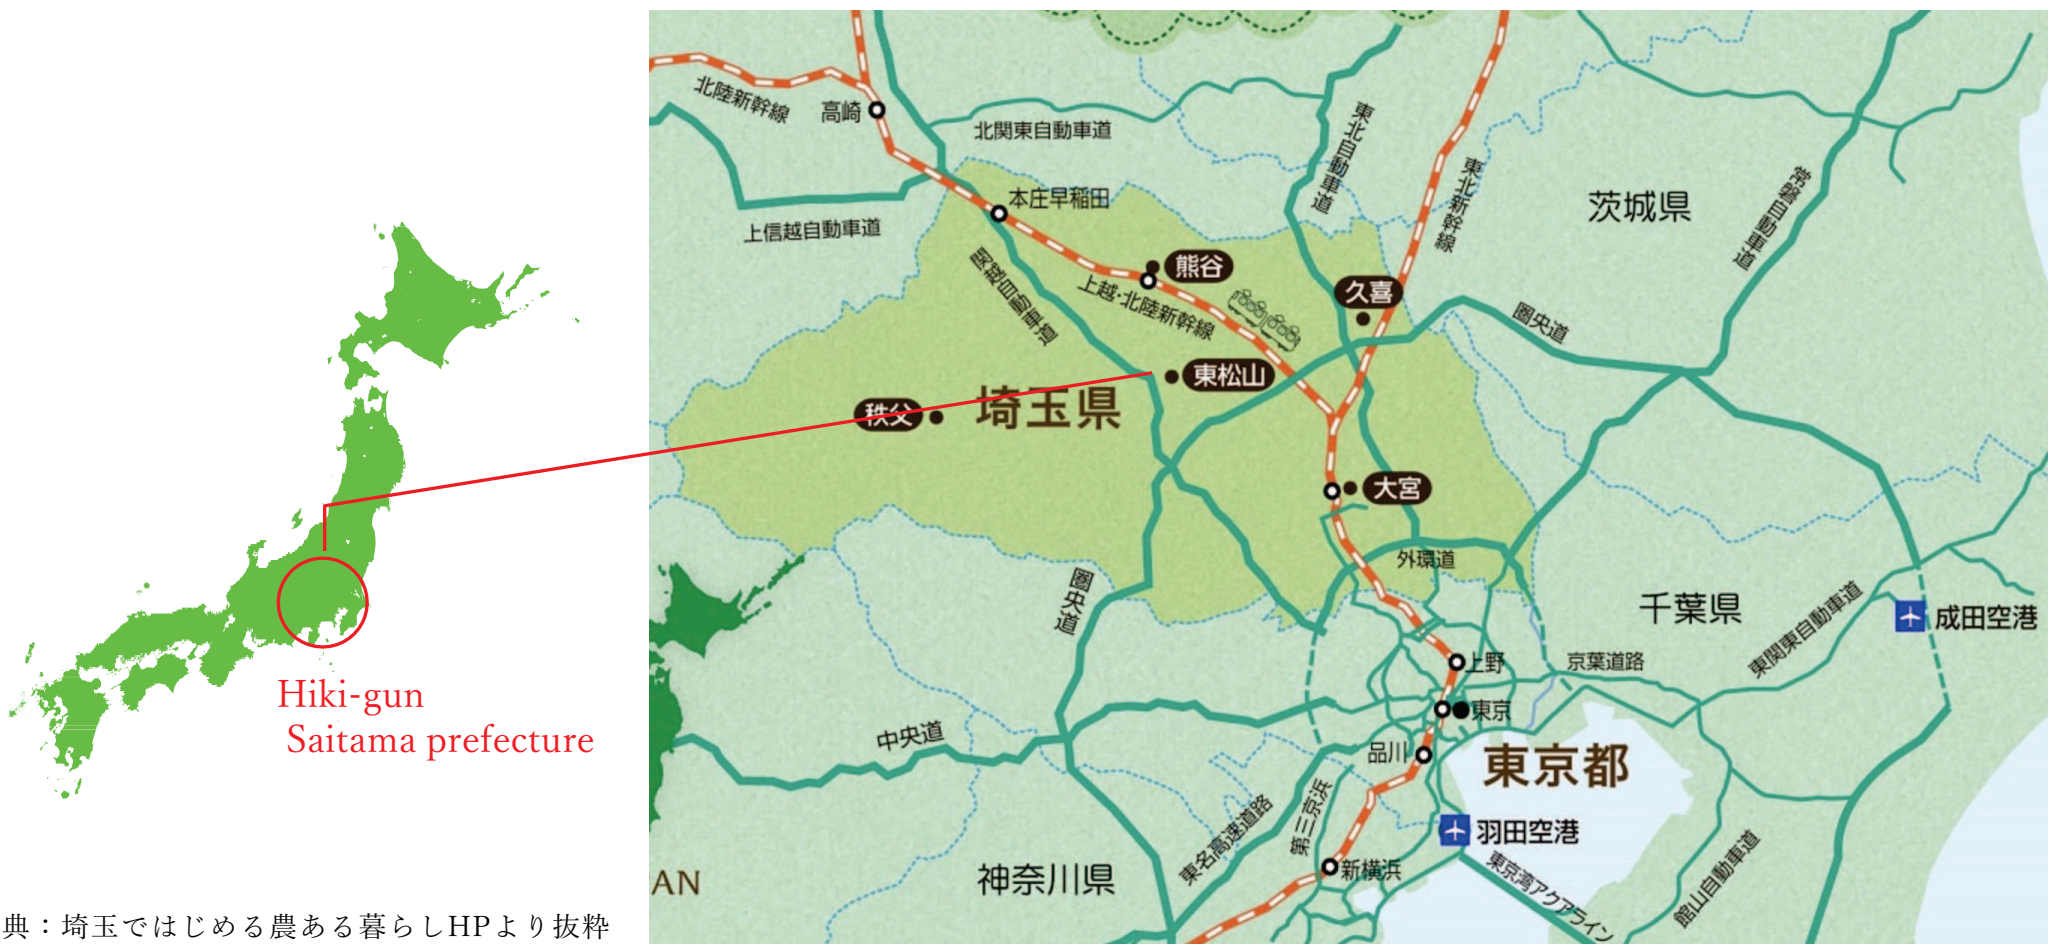 Hiki-gun
Saitama prefecture
典：埼玉ではじめる農ある暮らしHPより抜粋
北陸新幹線
高崎
北関東自動車道
東北自動車道
東北新幹線
茨城県
常磐自動車道
上信越自動車道
本庄早稲田
関越自動車道
熊谷
上越・北陸新幹線
久喜
圏央道
東松山
秩父
埼玉県
大宮
外環道
圏央道
千葉県
成田空港
東関東自動車道
上野
京葉道路
東京
中央道
品川
東京都
東名高速道路
第三京浜
羽田空港
新横浜
神奈川県
東京湾アクアライン
館山自動車道
AN